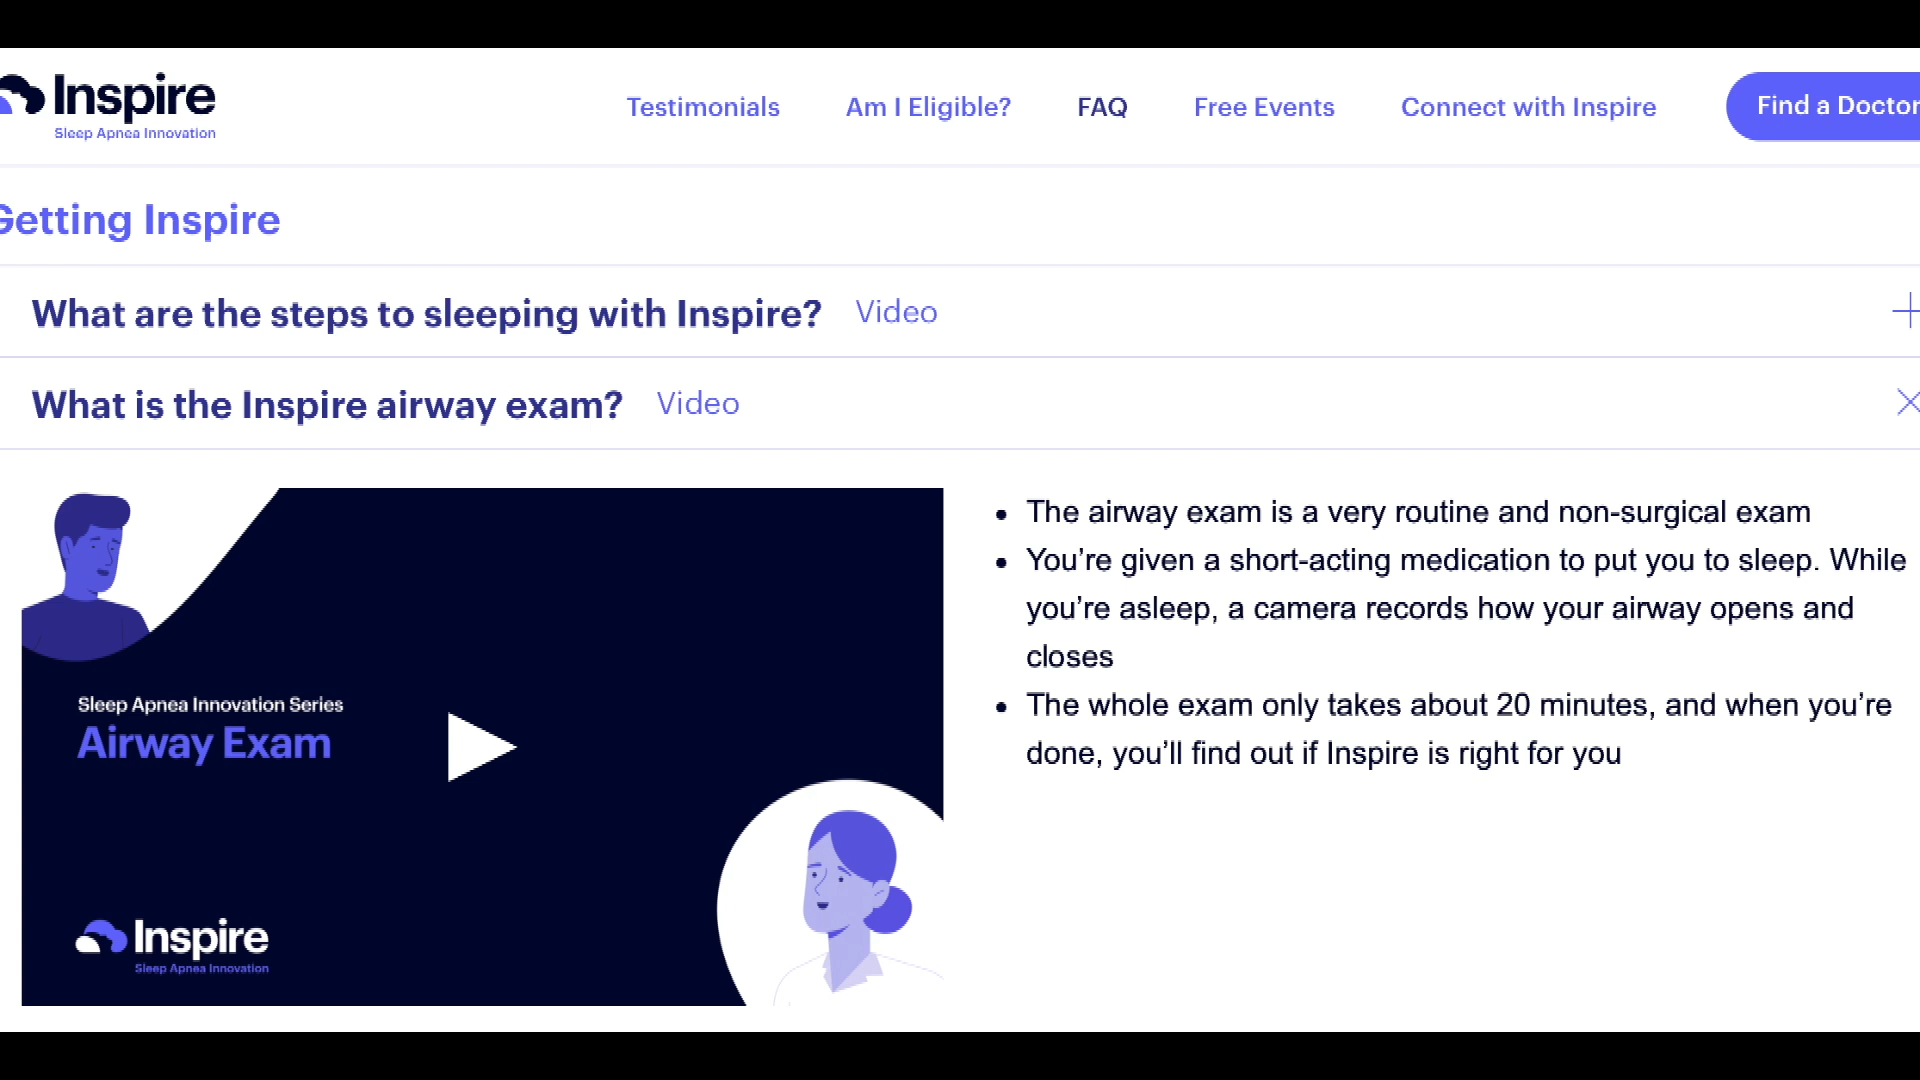 Inspire
Sleep Apnea Innovation
Testimonials
Am I Eligible?
FAQ
Free Events
Connect with Inspire
Find a Doctor
Getting Inspire
What are the steps to sleeping with Inspire? Video
What is the Inspire airway exam? Video
Sleep Apnea Innovation Series
Airway Exam
Inspire
Sleep Apnea Innovation
• The airway exam is a very routine and non-surgical exam
• You’re given a short-acting medication to put you to sleep. While
you’re asleep, a camera records how your airway opens and
closes
• The whole exam only takes about 20 minutes, and when you’re
done, you’ll find out if Inspire is right for you